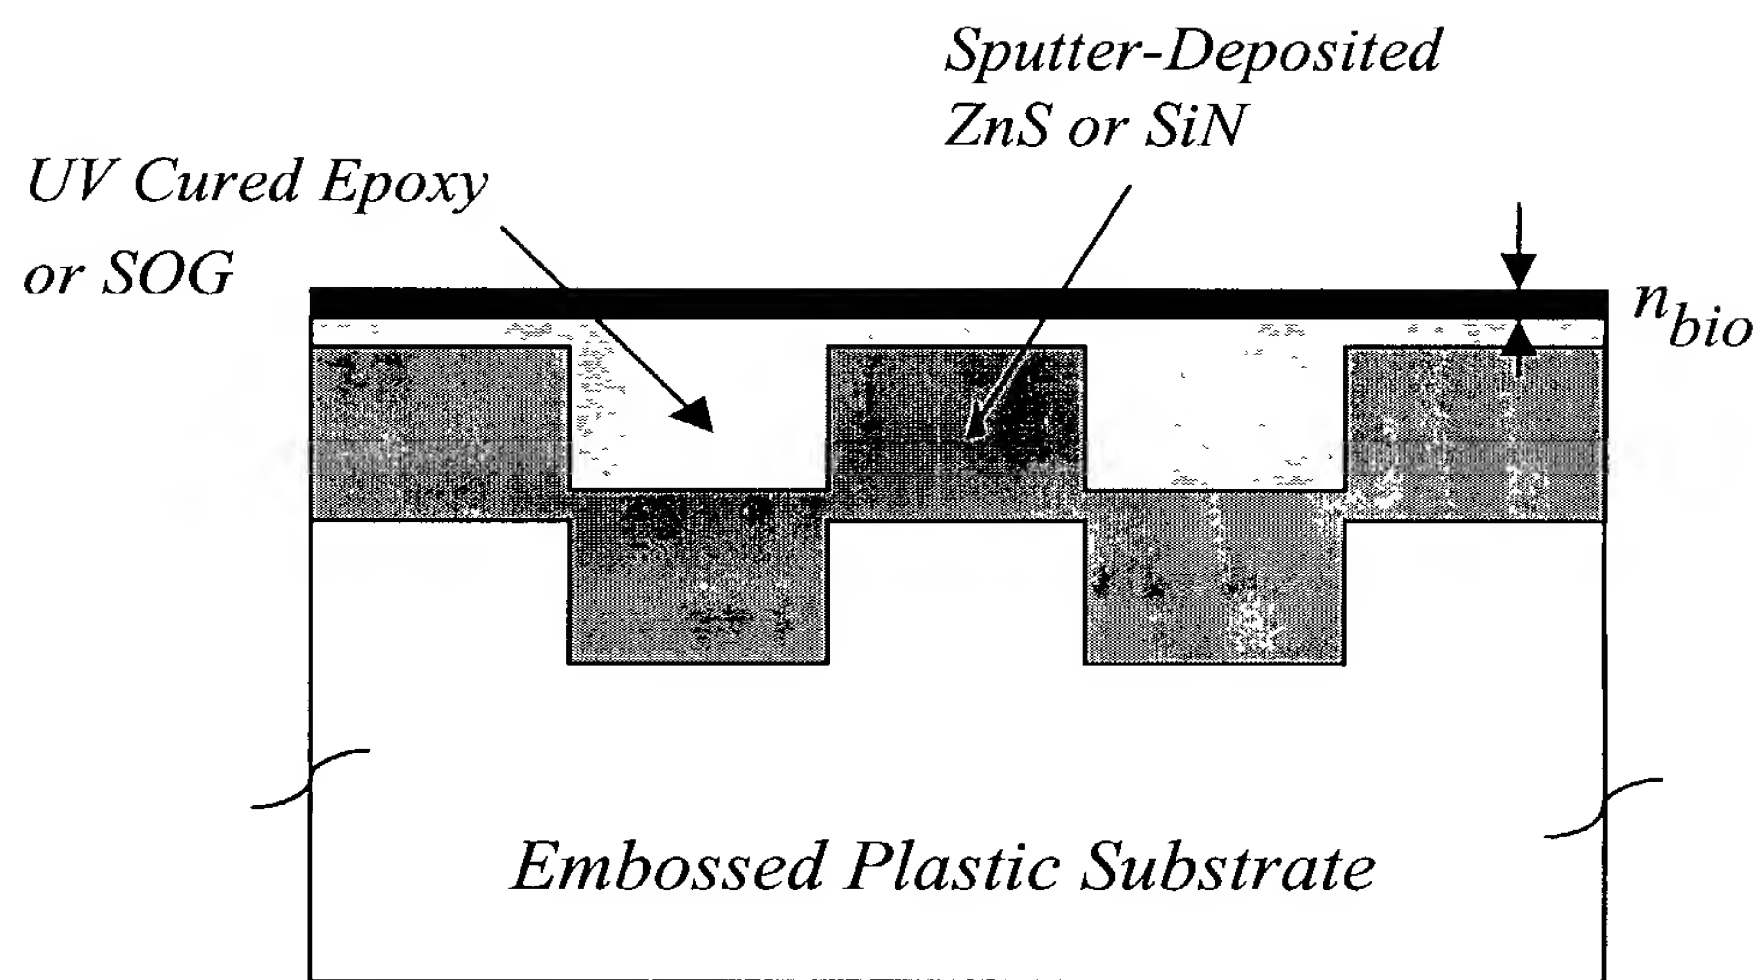 Sputter-Deposited
ZnS or SiN
UV Cured Epoxy
or SOG
n_bio
Embossed Plastic Substrate